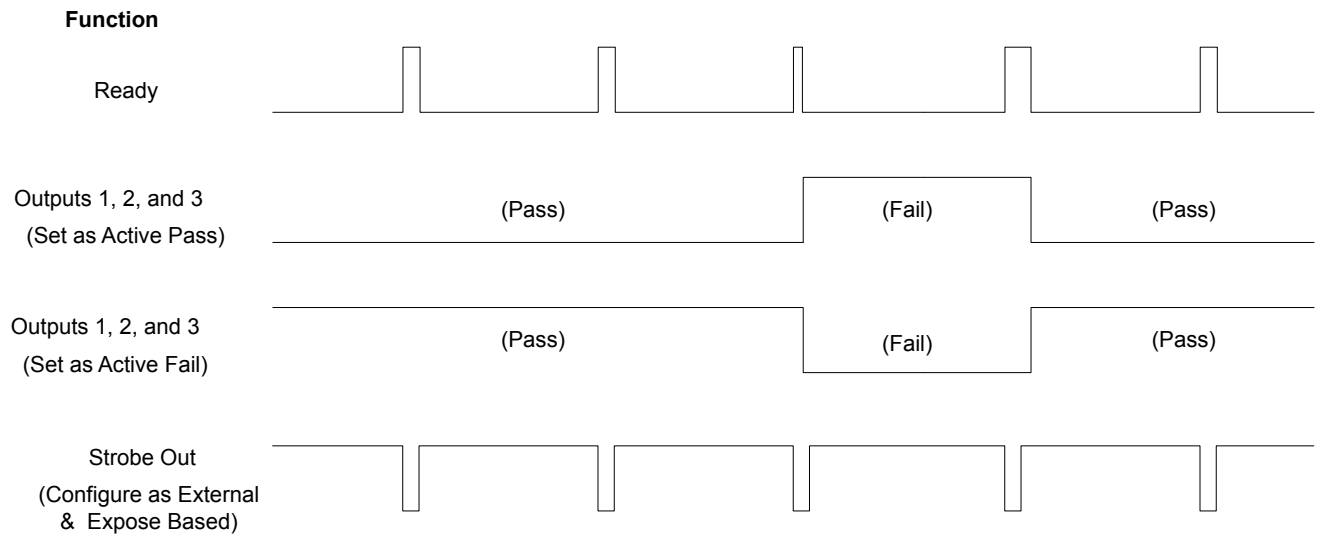 Function
Ready
Outputs 1, 2, and 3
(Set as Active Pass)
(Pass)
(Fail)
(Pass)
Outputs 1, 2, and 3
(Set as Active Fail)
(Pass)
(Fail)
(Pass)
Strobe Out
(Configure as External
& Expose Based)